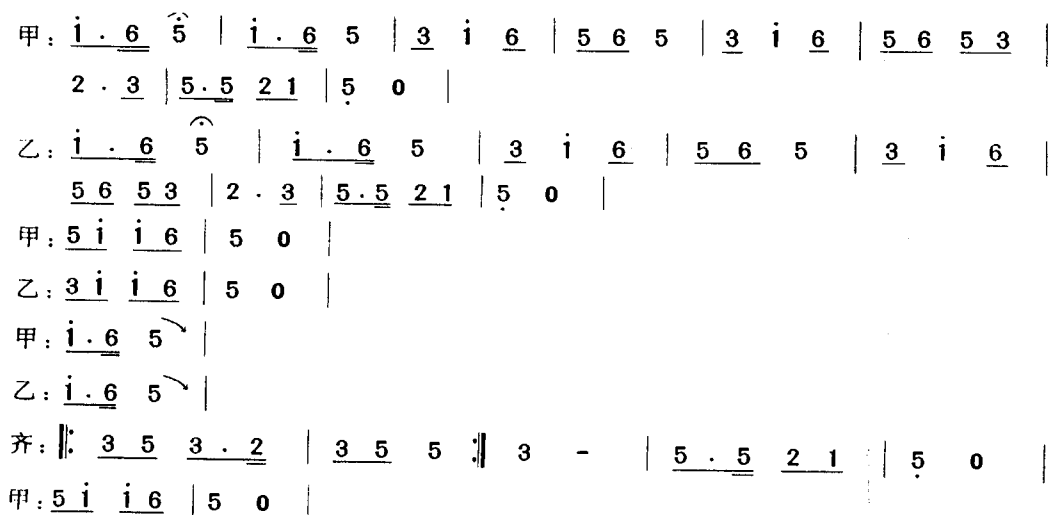 甲: i . 6 5 | i . 6 5 | 3 i 6 | 5 6 5 | 3 i 6 | 5 6 5 3 |
2 . 3 | 5 . 5 2 1 | 5 0 |
乙: i . 6 5 | i . 6 5 | 3 i 6 | 5 6 5 | 3 i 6 |
5 6 5 3 | 2 . 3 | 5 . 5 2 1 | 5 0 |
甲: 5 i i 6 | 5 0 |
乙: 3 i i 6 | 5 0 |
甲: i . 6 5 |
乙: i . 6 5 |
齐: ‖: 3 5 3 . 2 | 3 5 5 :‖ 3 - | 5 . 5 2 1 | 5 0 |
甲: 5 i i 6 | 5 0 |